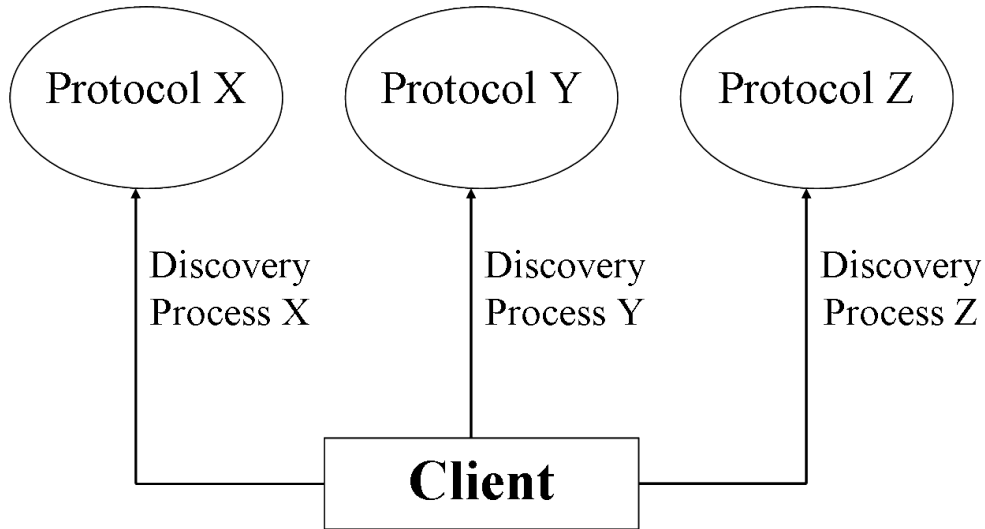 Protocol X
Protocol Y
Protocol Z
Discovery
Process X
Discovery
Process Y
Discovery
Process Z
Client